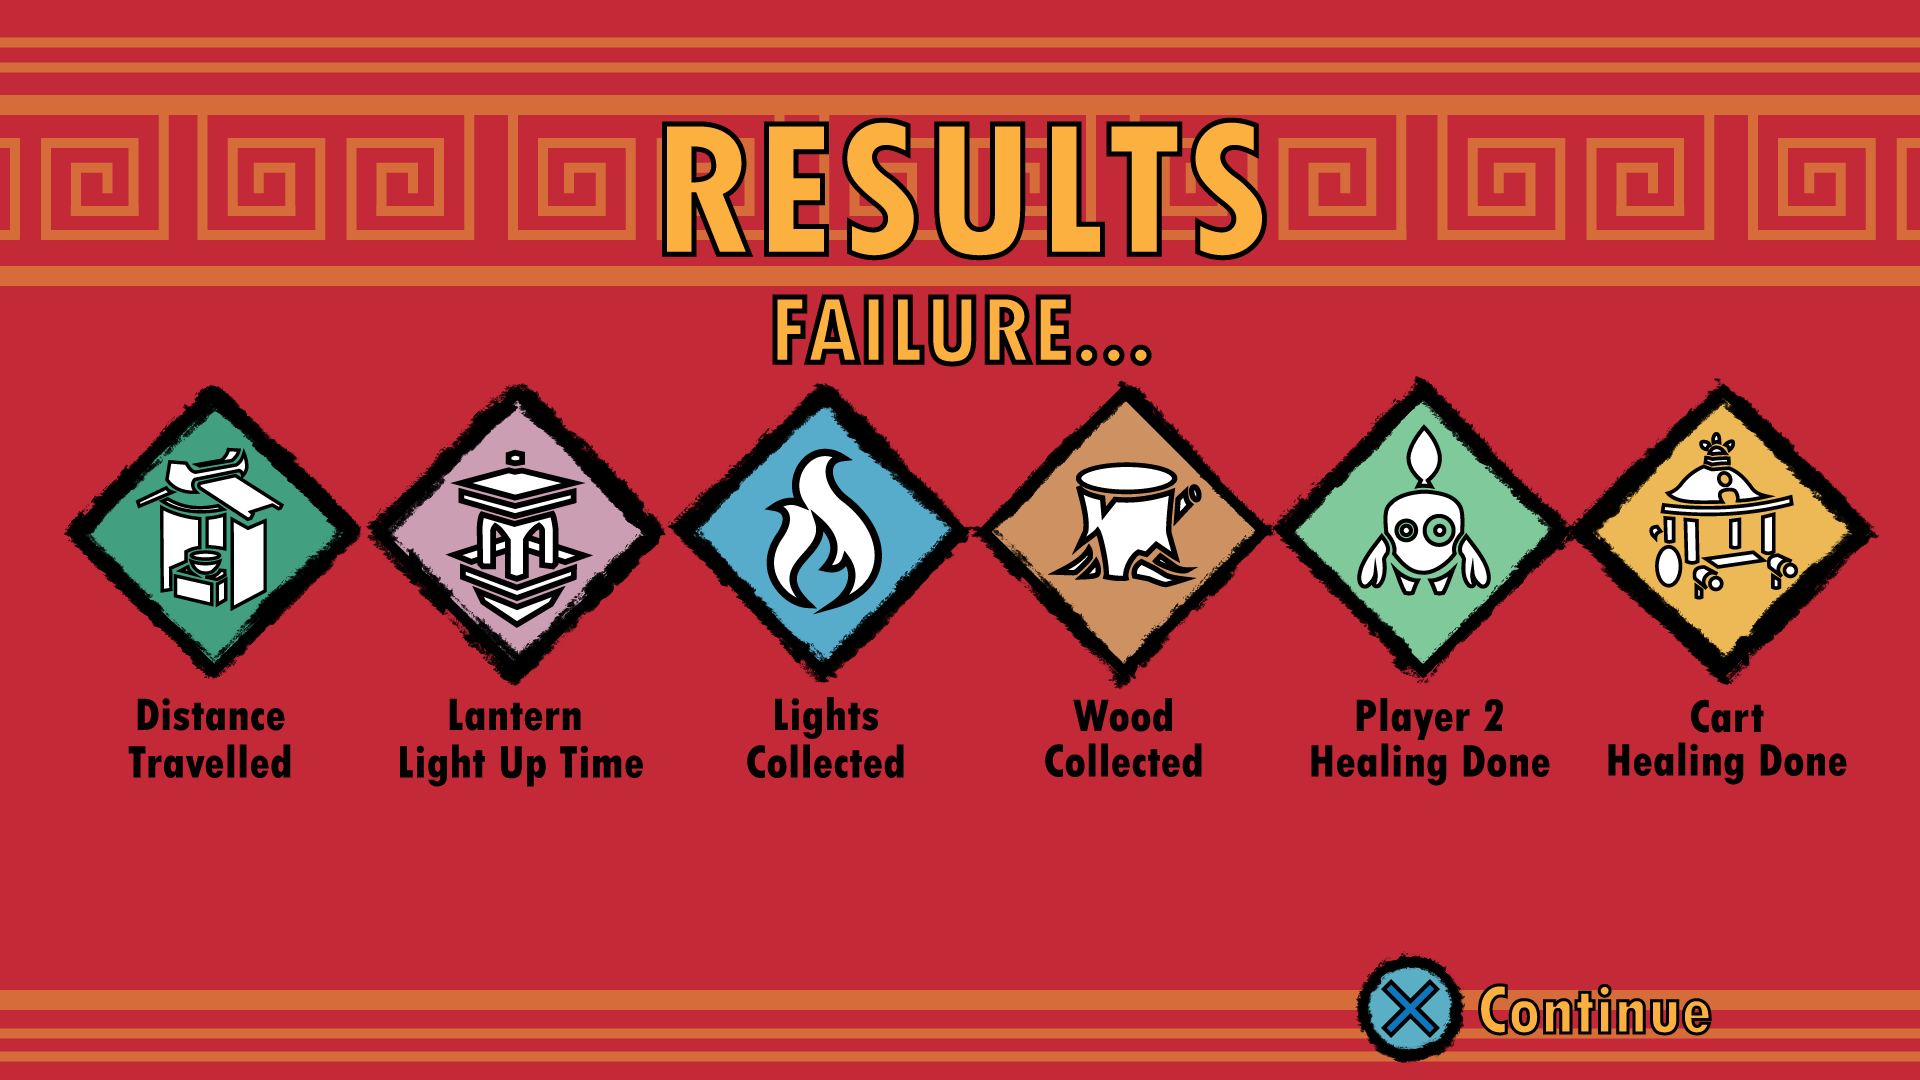 RESULTS
FAILURE...
Distance
Travelled
Lantern
Light Up Time
Lights
Collected
Wood
Collected
Player 2
Healing Done
Cart
Healing Done
Continue